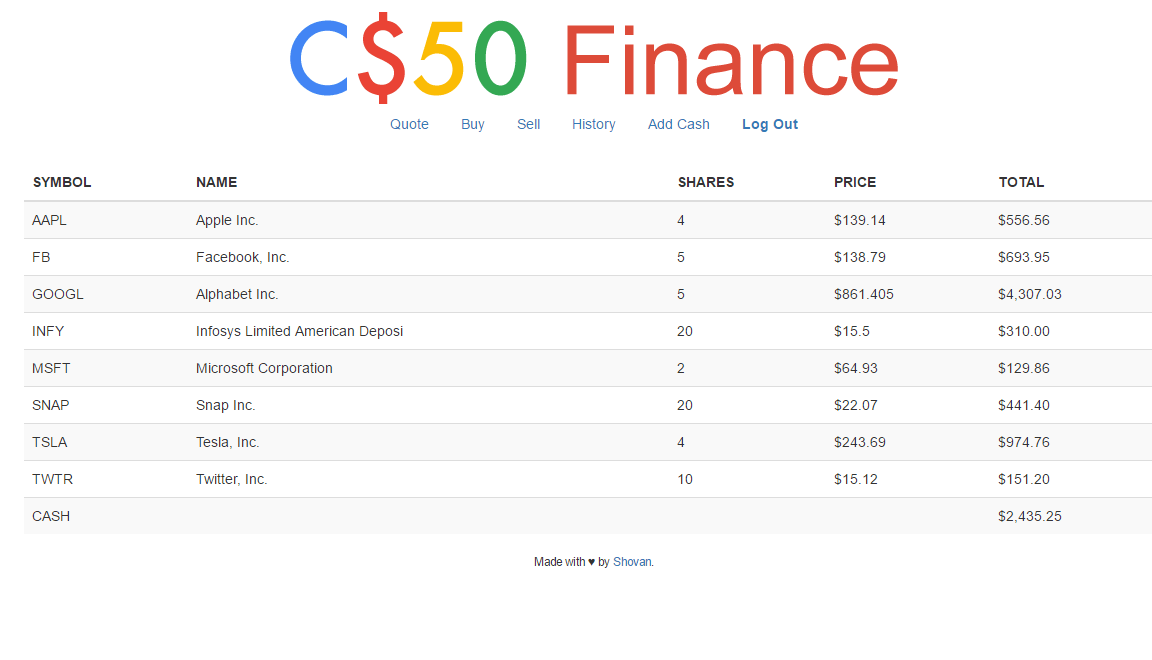 C$50 Finance
Quote Buy Sell History Add Cash Log Out
SYMBOL NAME SHARES PRICE TOTAL
AAPL Apple Inc. 4 $139.14 $556.56
FB Facebook, Inc. 5 $138.79 $693.95
GOOGL Alphabet Inc. 5 $861.405 $4,307.03
INFY Infosys Limited American Deposi 20 $15.5 $310.00
MSFT Microsoft Corporation 2 $64.93 $129.86
SNAP Snap Inc. 20 $22.07 $441.40
TSLA Tesla, Inc. 4 $243.69 $974.76
TWTR Twitter, Inc. 10 $15.12 $151.20
CASH $2,435.25
Made with ♥ by Shovan.